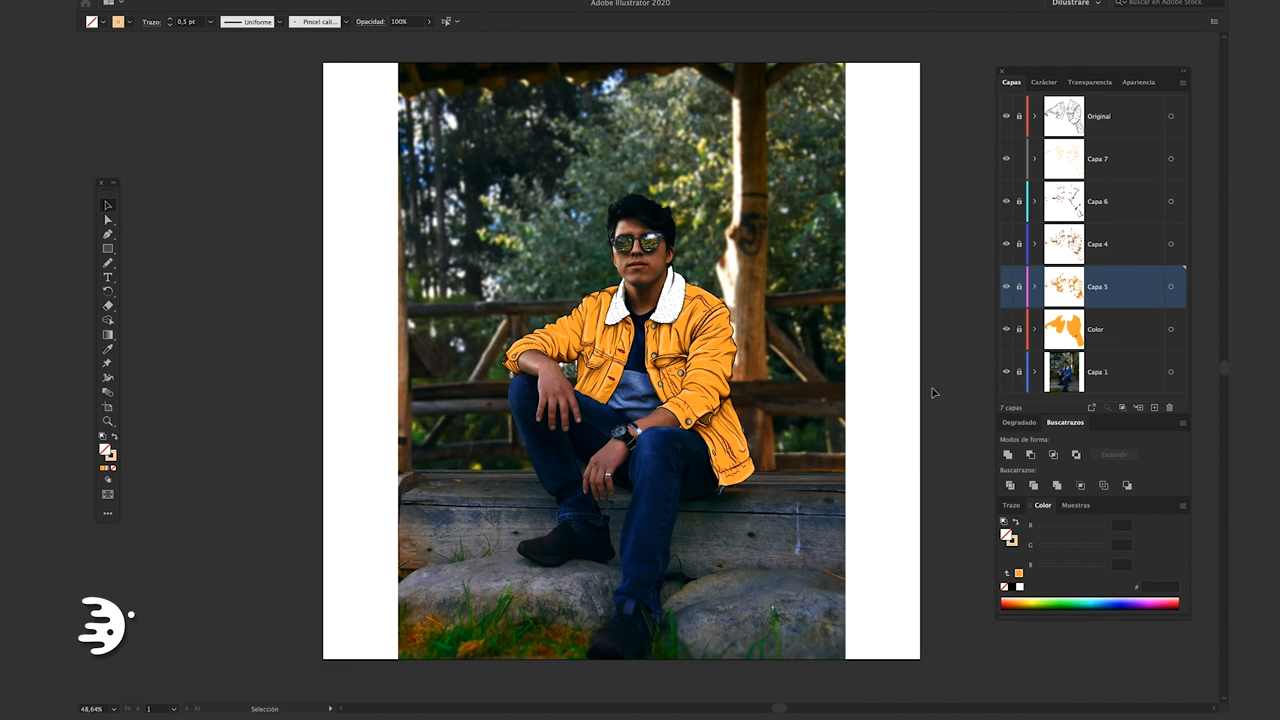 Adobe Illustrator 2020
Dilustrare
Buscar en Adobe Stock
Trazo: 0,5 pt Uniforme Pincel cali... Opacidad: 100%
Capas Carácter Transparencia Apariencia
Original
Capa 7
Capa 6
Capa 4
Capa 5
Color
Capa 1
7 capas
Degradado Buscatrazos
Modos de forma:
Expandir
Buscatrazos:
Trazo Color Muestras
R
G
B
#
48,64% 1 Selección